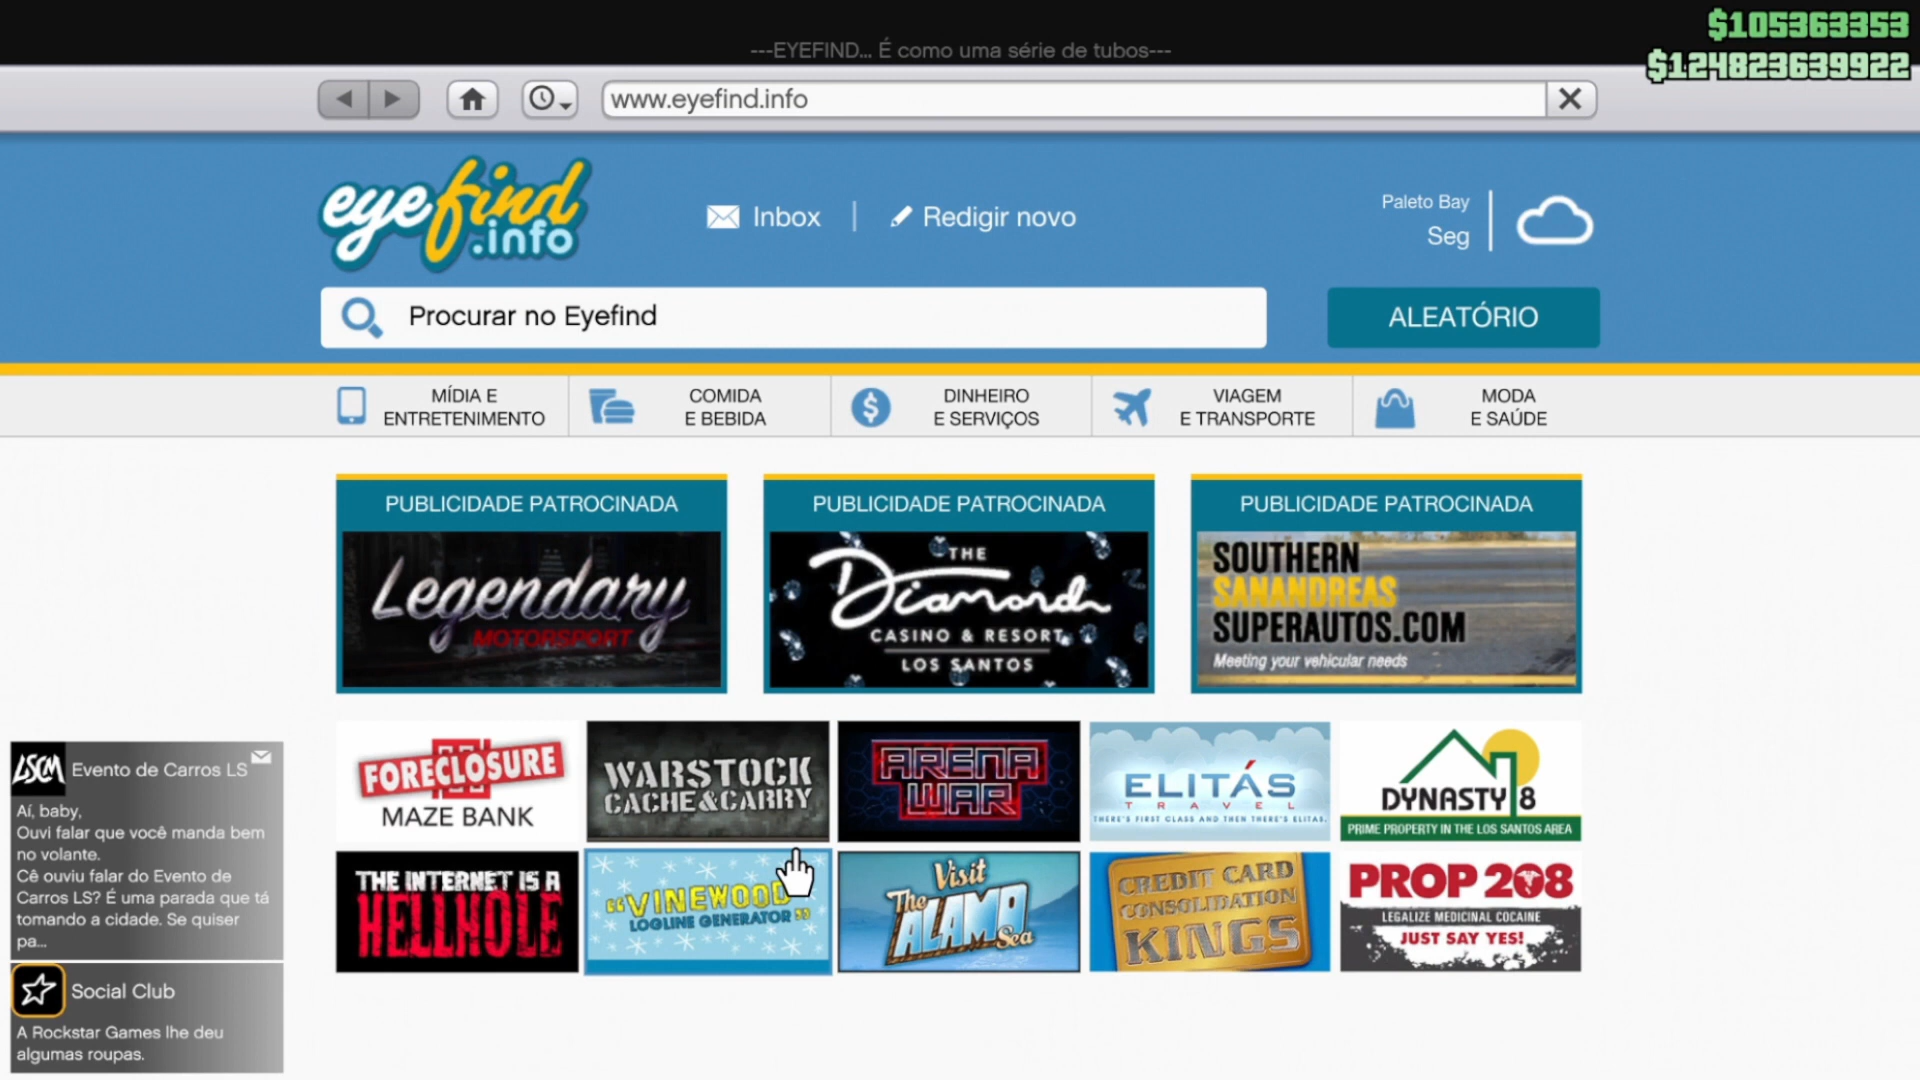 $105363353
---EYEFIND... É como uma série de tubos---
$124823639922
www.eyefind.info
eyefind
.info
Inbox
Redigir novo
Paleto Bay
Seg
Procurar no Eyefind
ALEATÓRIO
MÍDIA E
ENTRETENIMENTO
COMIDA
E BEBIDA
DINHEIRO
E SERVIÇOS
VIAGEM
E TRANSPORTE
MODA
E SAÚDE
PUBLICIDADE PATROCINADA
Legendary
MOTORSPORT
PUBLICIDADE PATROCINADA
THE
Diamond
CASINO & RESORT
LOS SANTOS
PUBLICIDADE PATROCINADA
SOUTHERN
SANANDREAS
SUPERAUTOS.COM
Meeting your vehicular needs
FORECLOSURE
MAZE BANK
WARSTOCK
CACHE&CARRY
ARENA
WAR
ELITÁS
TRAVEL
THERE'S FIRST CLASS AND THEN THERE'S ELITAS.
DYNASTY 8
PRIME PROPERTY IN THE LOS SANTOS AREA
THE INTERNET IS A
HELLHOLE
"VINEWOOD
LOGLINE GENERATOR"
Visit
The
ALAMO
Sea
CREDIT CARD
CONSOLIDATION
KINGS
PROP 208
LEGALIZE MEDICINAL COCAINE
JUST SAY YES!
LSCM
Evento de Carros LS
Aí, baby,
Ouvi falar que você manda bem
no volante.
Cê ouviu falar do Evento de
Carros LS? É uma parada que tá
tomando a cidade. Se quiser
pa...
Social Club
A Rockstar Games lhe deu
algumas roupas.